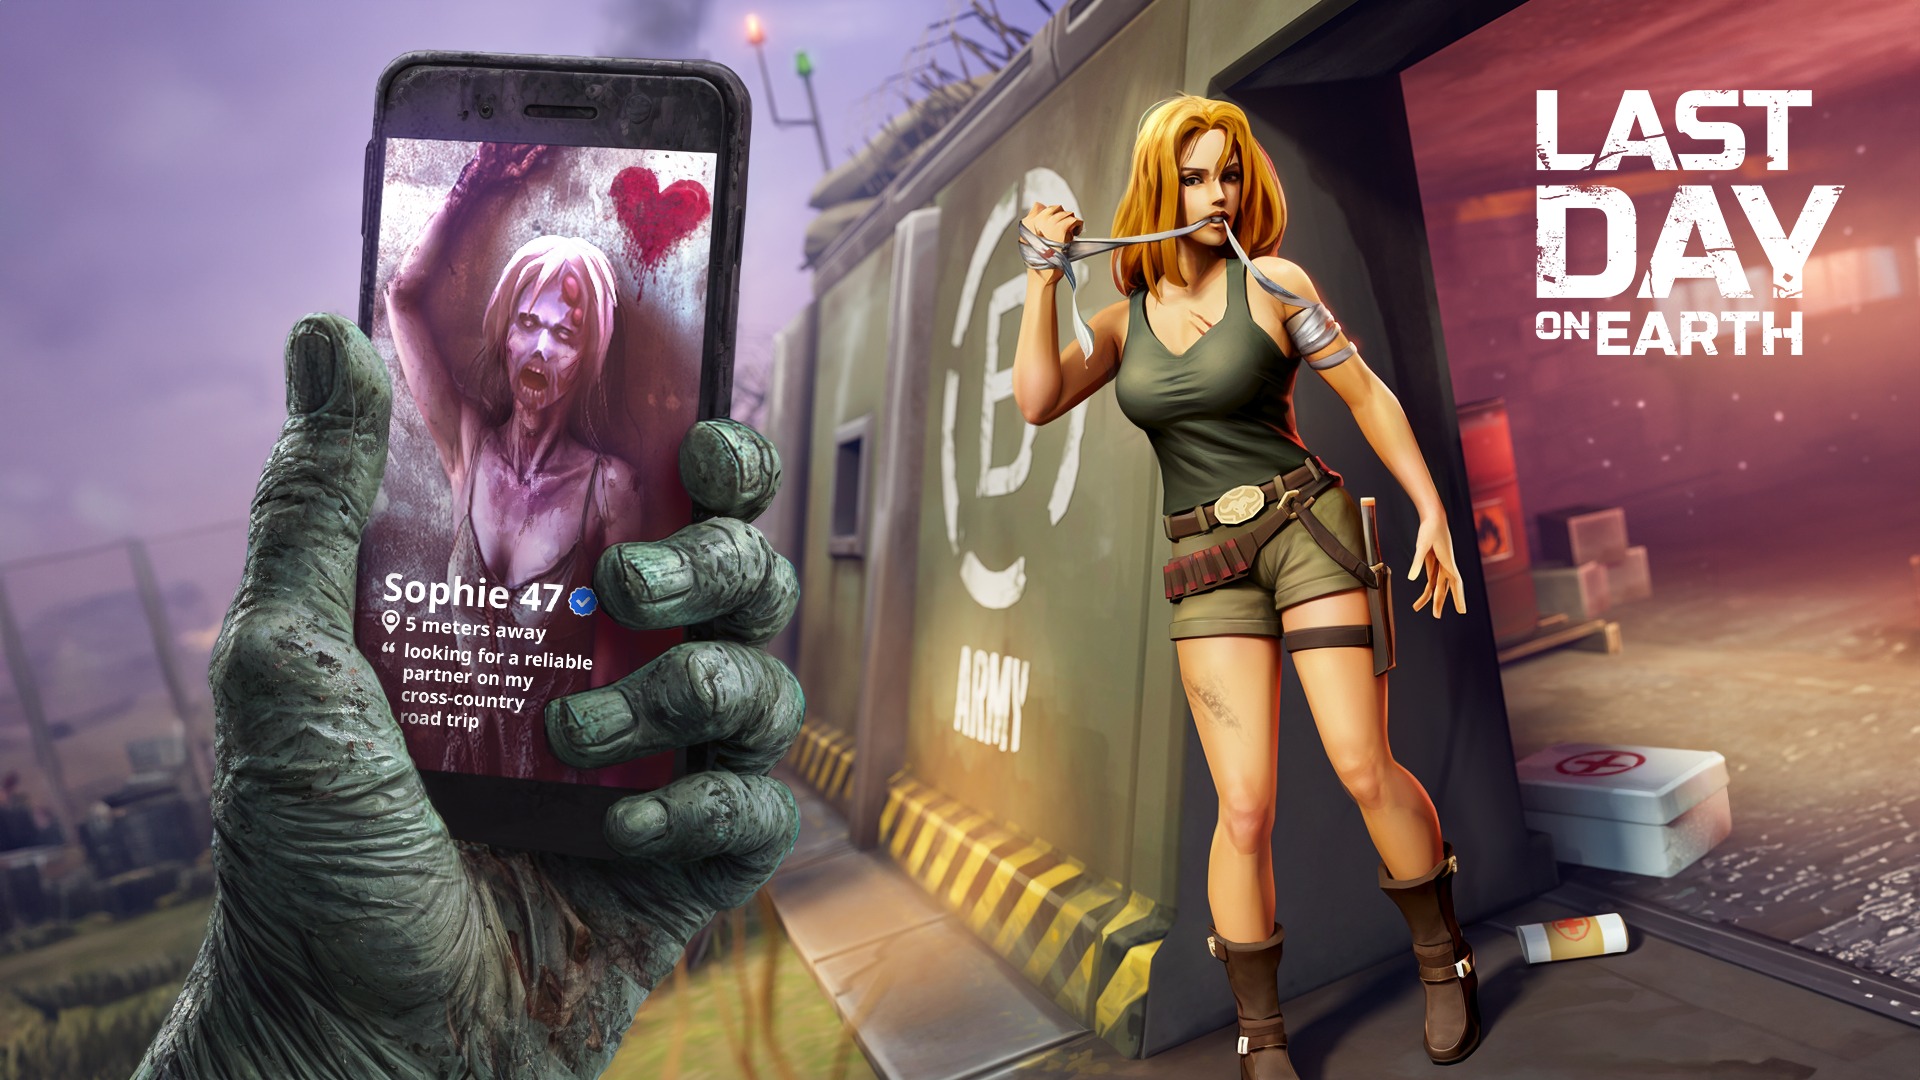 Sophie 47
5 meters away
“ looking for a reliable
partner on my
cross-country
road trip
B
ARMY
LAST
DAY
ON EARTH